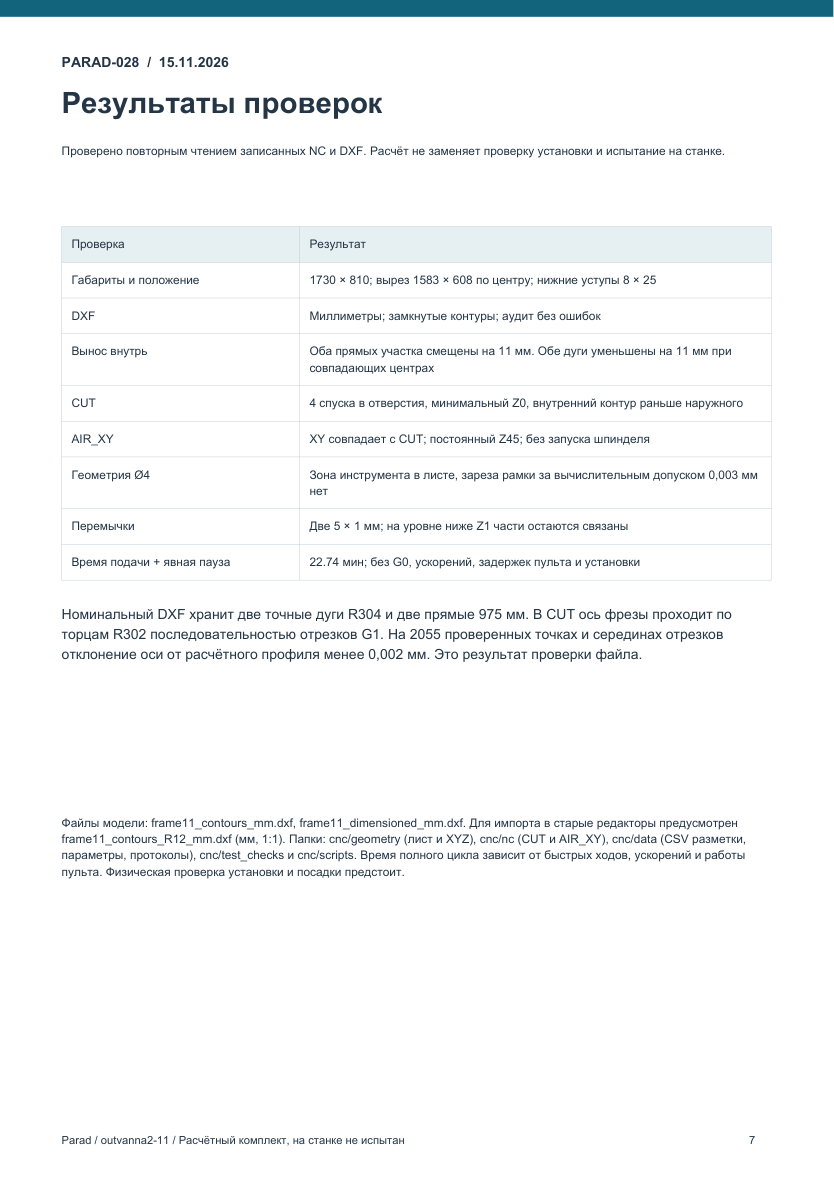 PARAD-028 / 15.11.2026
Результаты проверок
Проверено повторным чтением записанных NC и DXF. Расчёт не заменяет проверку установки и испытание на станке.
Проверка Результат
Габариты и положение 1730 × 810; вырез 1583 × 608 по центру; нижние уступы 8 × 25
DXF Миллиметры; замкнутые контуры; аудит без ошибок
Вынос внутрь Оба прямых участка смещены на 11 мм. Обе дуги уменьшены на 11 мм при
совпадающих центрах
CUT 4 спуска в отверстия, минимальный Z0, внутренний контур раньше наружного
AIR_XY XY совпадает с CUT; постоянный Z45; без запуска шпинделя
Геометрия Ø4 Зона инструмента в листе, зареза рамки за вычислительным допуском 0,003 мм
нет
Перемычки Две 5 × 1 мм; на уровне ниже Z1 части остаются связаны
Время подачи + явная пауза 22.74 мин; без G0, ускорений, задержек пульта и установки
Номинальный DXF хранит две точные дуги R304 и две прямые 975 мм. В CUT ось фрезы проходит по
торцам R302 последовательностью отрезков G1. На 2055 проверенных точках и серединах отрезков
отклонение оси от расчётного профиля менее 0,002 мм. Это результат проверки файла.
Файлы модели: frame11_contours_mm.dxf, frame11_dimensioned_mm.dxf. Для импорта в старые редакторы предусмотрен
frame11_contours_R12_mm.dxf (мм, 1:1). Папки: cnc/geometry (лист и XYZ), cnc/nc (CUT и AIR_XY), cnc/data (CSV разметки,
параметры, протоколы), cnc/test_checks и cnc/scripts. Время полного цикла зависит от быстрых ходов, ускорений и работы
пульта. Физическая проверка установки и посадки предстоит.
Parad / outvanna2-11 / Расчётный комплект, на станке не испытан 7